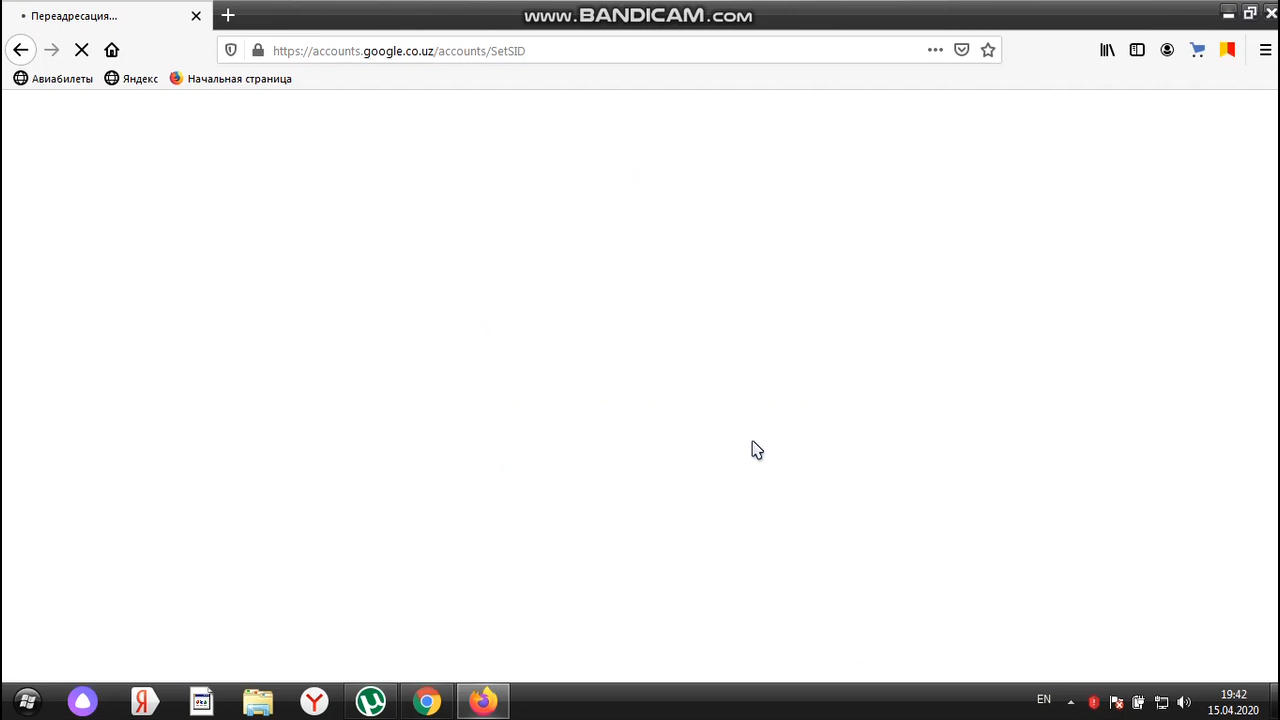 Переадресация...
www.BANDICAM.com
https://accounts.google.co.uz/accounts/SetSID
Авиабилеты
Яндекс
Начальная страница
EN
19:42
15.04.2020